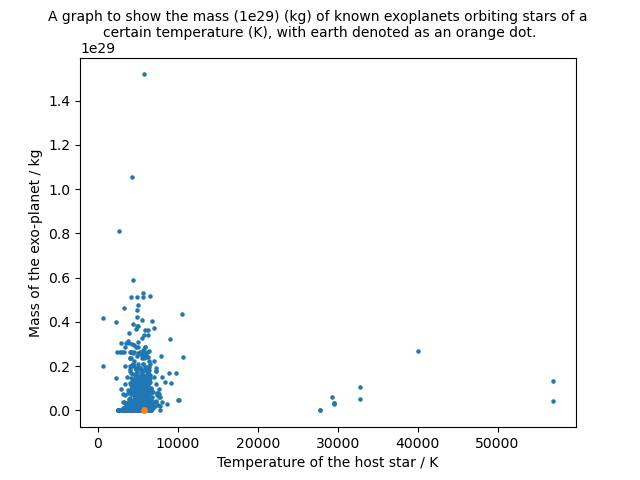 A graph to show the mass (1e29) (kg) of known exoplanets orbiting stars of a
certain temperature (K), with earth denoted as an orange dot.
1e29
1.4
1.2
1.0
0.8
0.6
0.4
0.2
0.0
Mass of the exo-planet / kg
0 10000 20000 30000 40000 50000
Temperature of the host star / K